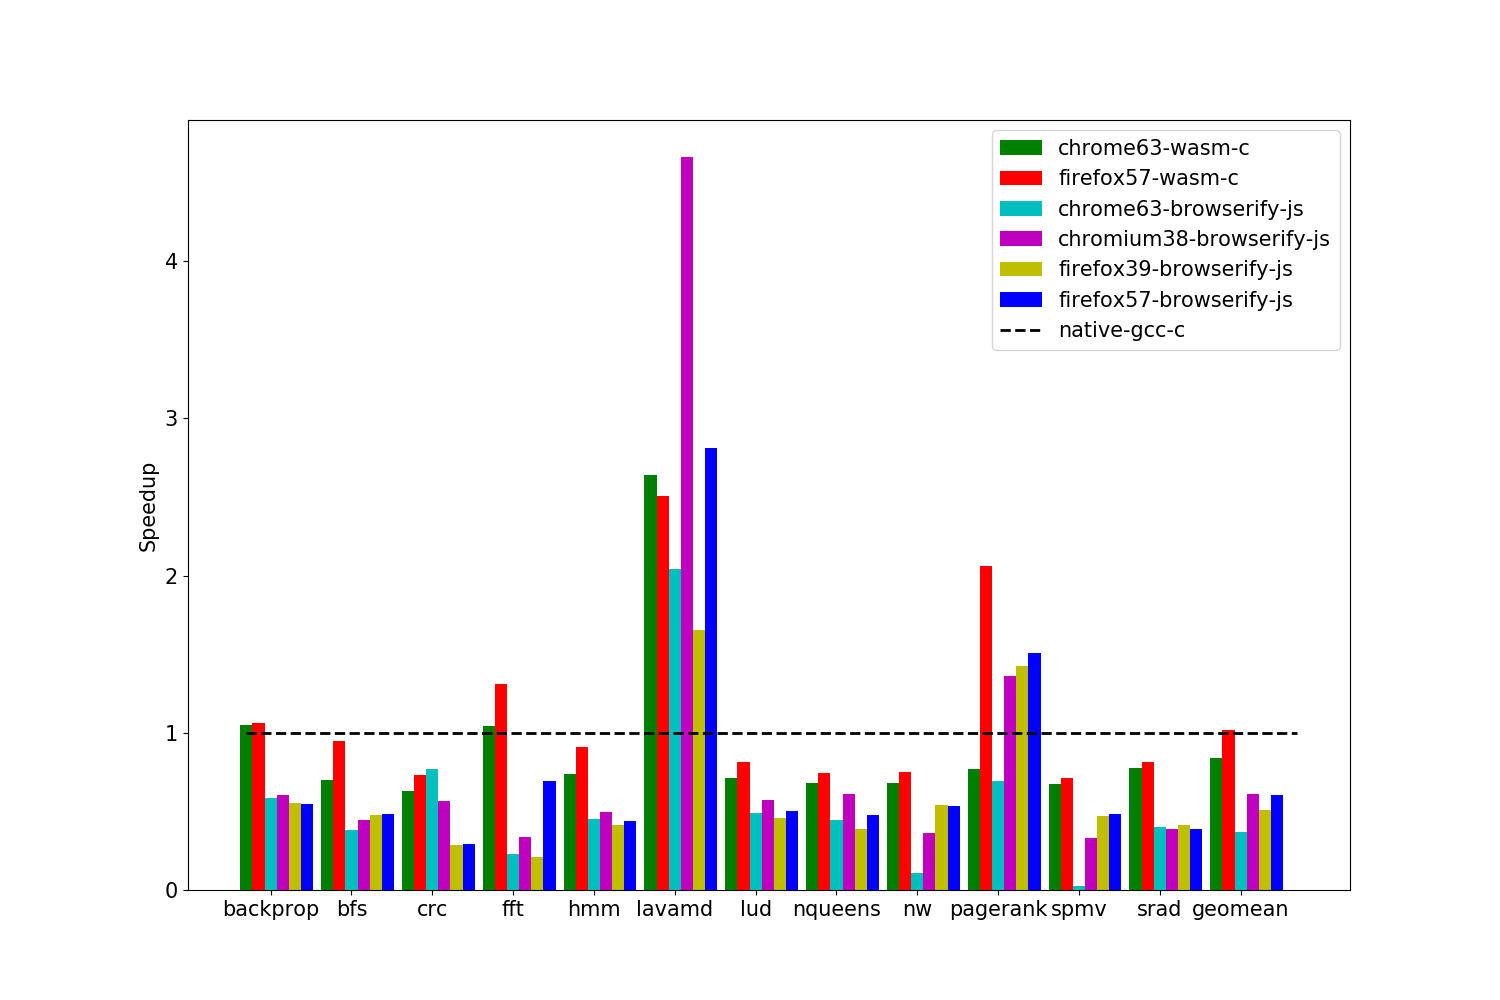 chrome63-wasm-c
firefox57-wasm-c
chrome63-browserify-js
chromium38-browserify-js
firefox39-browserify-js
firefox57-browserify-js
native-gcc-c
Speedup
4
3
2
1
0
backprop bfs crc fft hmm lavamd lud nqueens nw pagerank spmv srad geomean